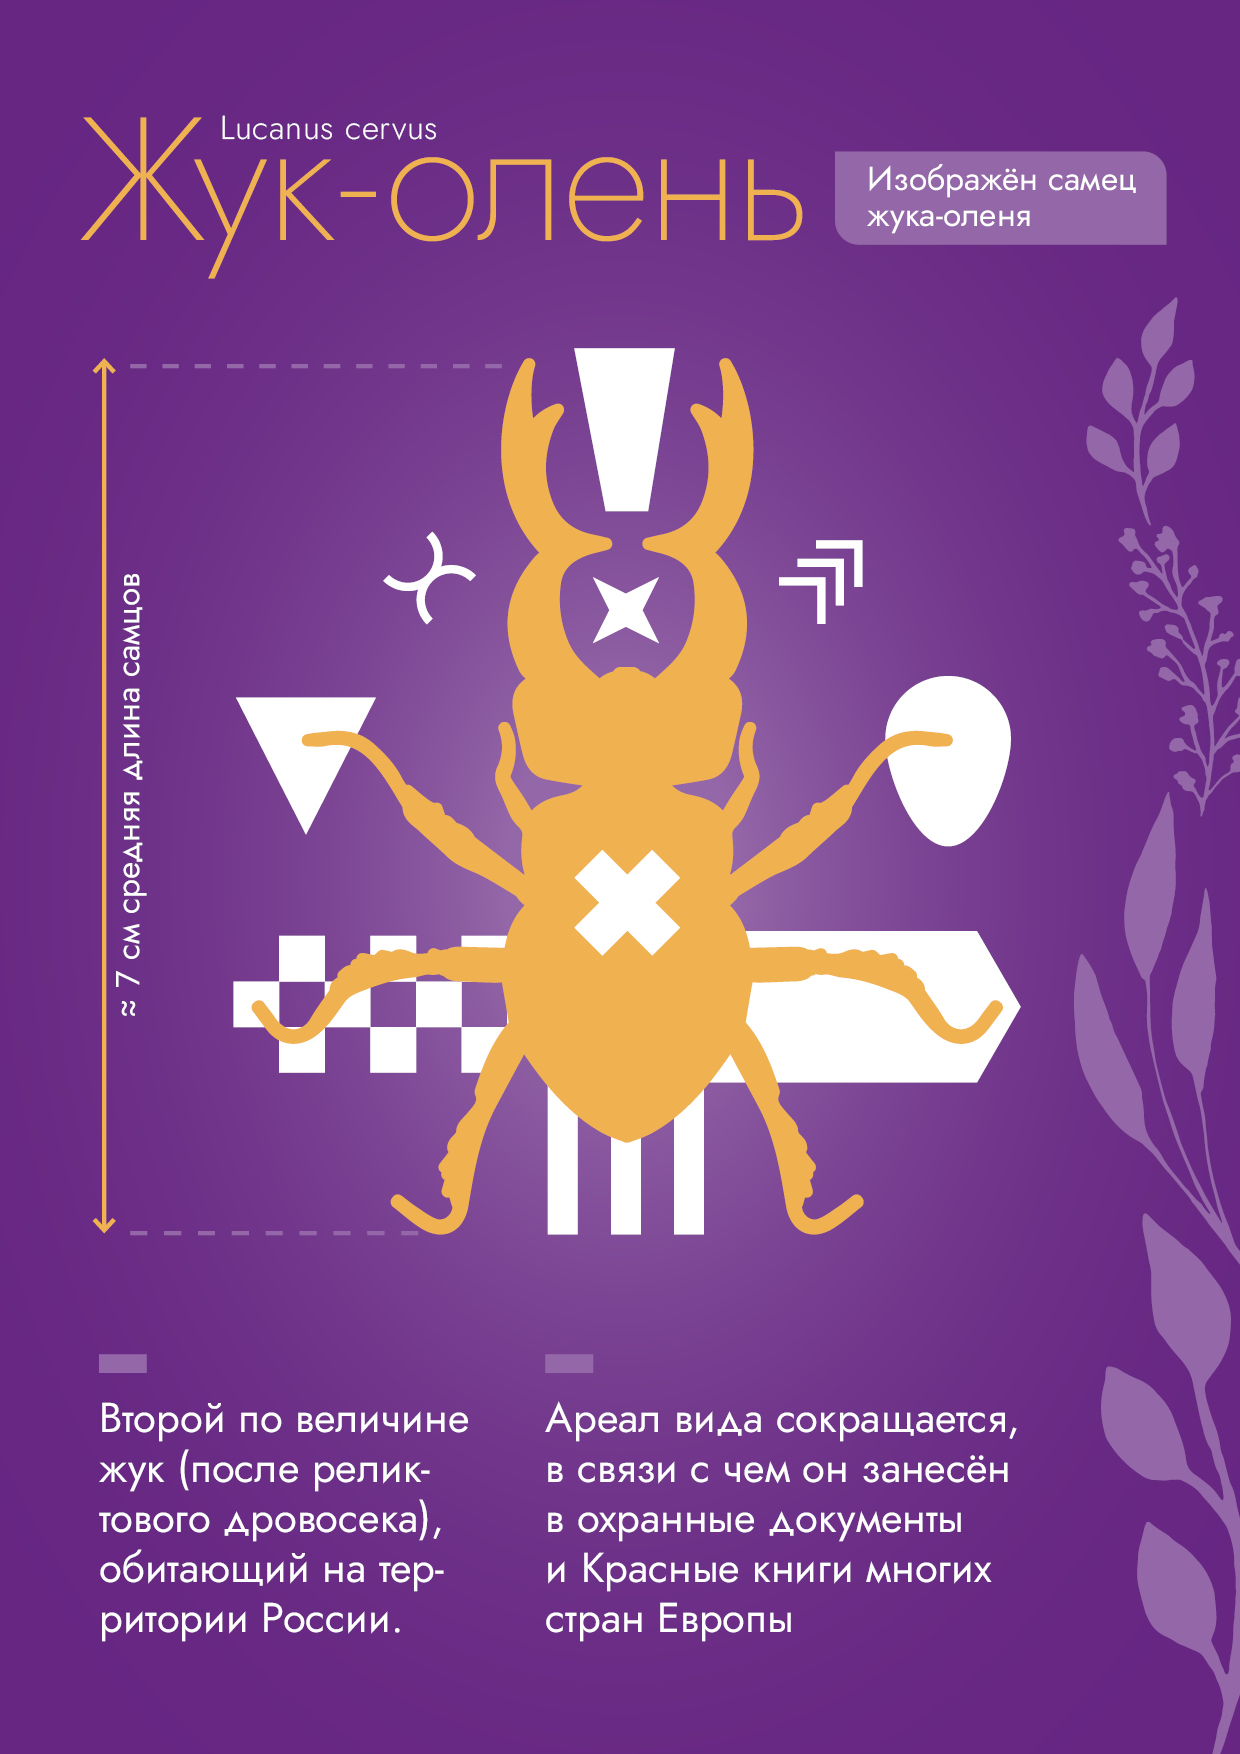 Lucanus cervus
Жук-олень
Изображён самец
жука-оленя
≈ 7 см средняя длина самцов
Второй по величине
жук (после релик-
тового дровосека),
обитающий на тер-
ритории России.
Ареал вида сокращается,
в связи с чем он занесён
в охранные документы
и Красные книги многих
стран Европы